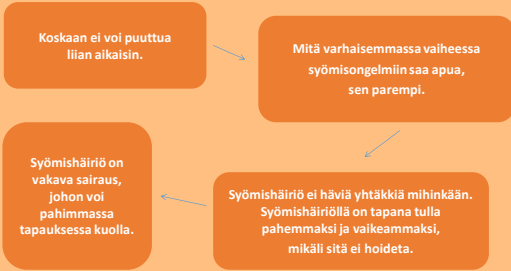 Koskaan ei voi puuttua
liian aikaisin.
Mitä varhaisemmassa vaiheessa
syömisongelmiin saa apua,
sen parempi.
Syömishäiriö ei häviä yhtäkkiä mihinkään.
Syömishäiriöllä on tapana tulla
pahemmaksi ja vaikeammaksi,
mikäli sitä ei hoideta.
Syömishäiriö on
vakava sairaus,
johon voi
pahimmassa
tapauksessa kuolla.